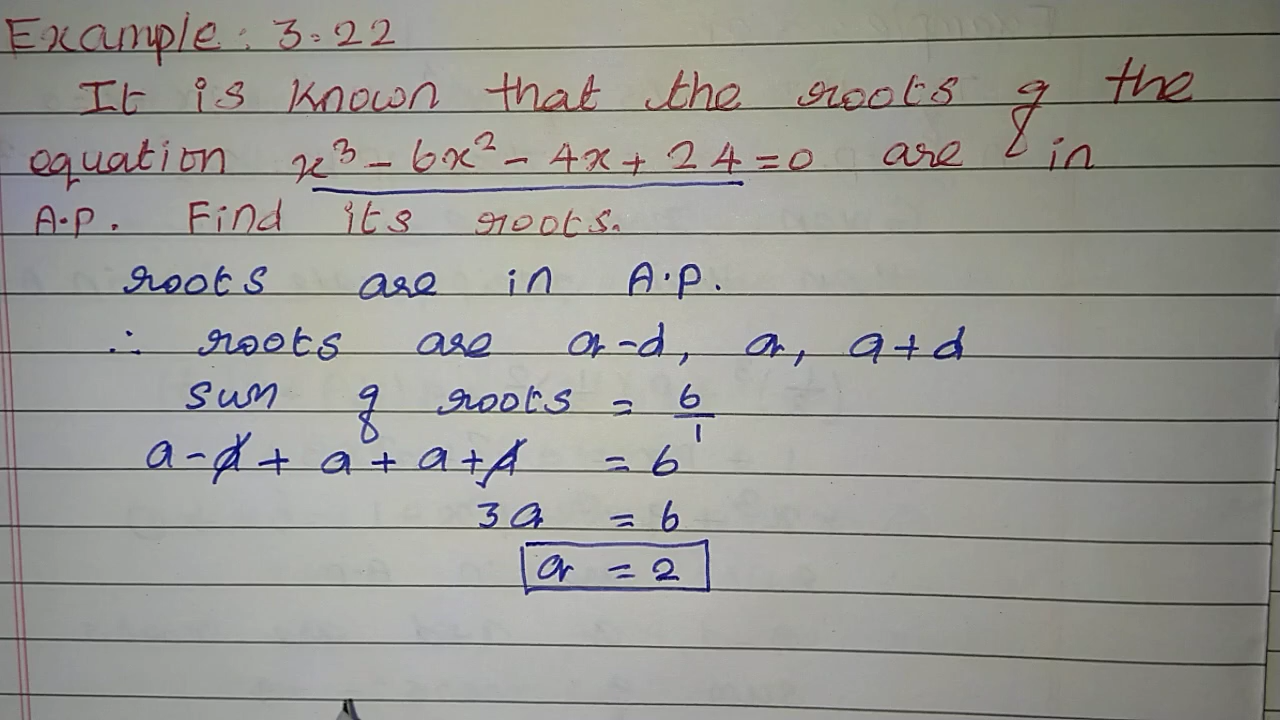 Example: 3.22
It is known that the roots of the
equation x³ - 6x² - 4x + 24 = 0 are in
A.P. Find its roots.
roots are in A.P.
∴ roots are a-d, a, a+d
sum of roots = 6/1
a - d + a + a + d = 6
3a = 6
a = 2